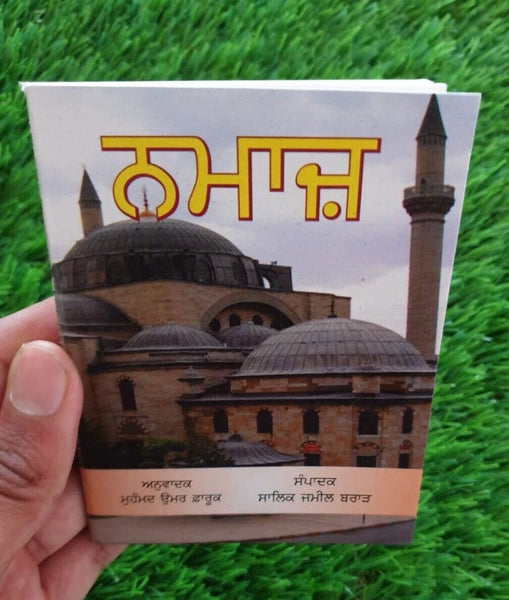 ਨਮਾਜ਼
ਅਨੁਵਾਦਕ
ਮੁਹੰਮਦ ਉਮਰ ਫ਼ਾਰੂਕ
ਸੰਪਾਦਕ
ਸਾਲਿਕ ਜਮੀਲ ਬਰਾੜ